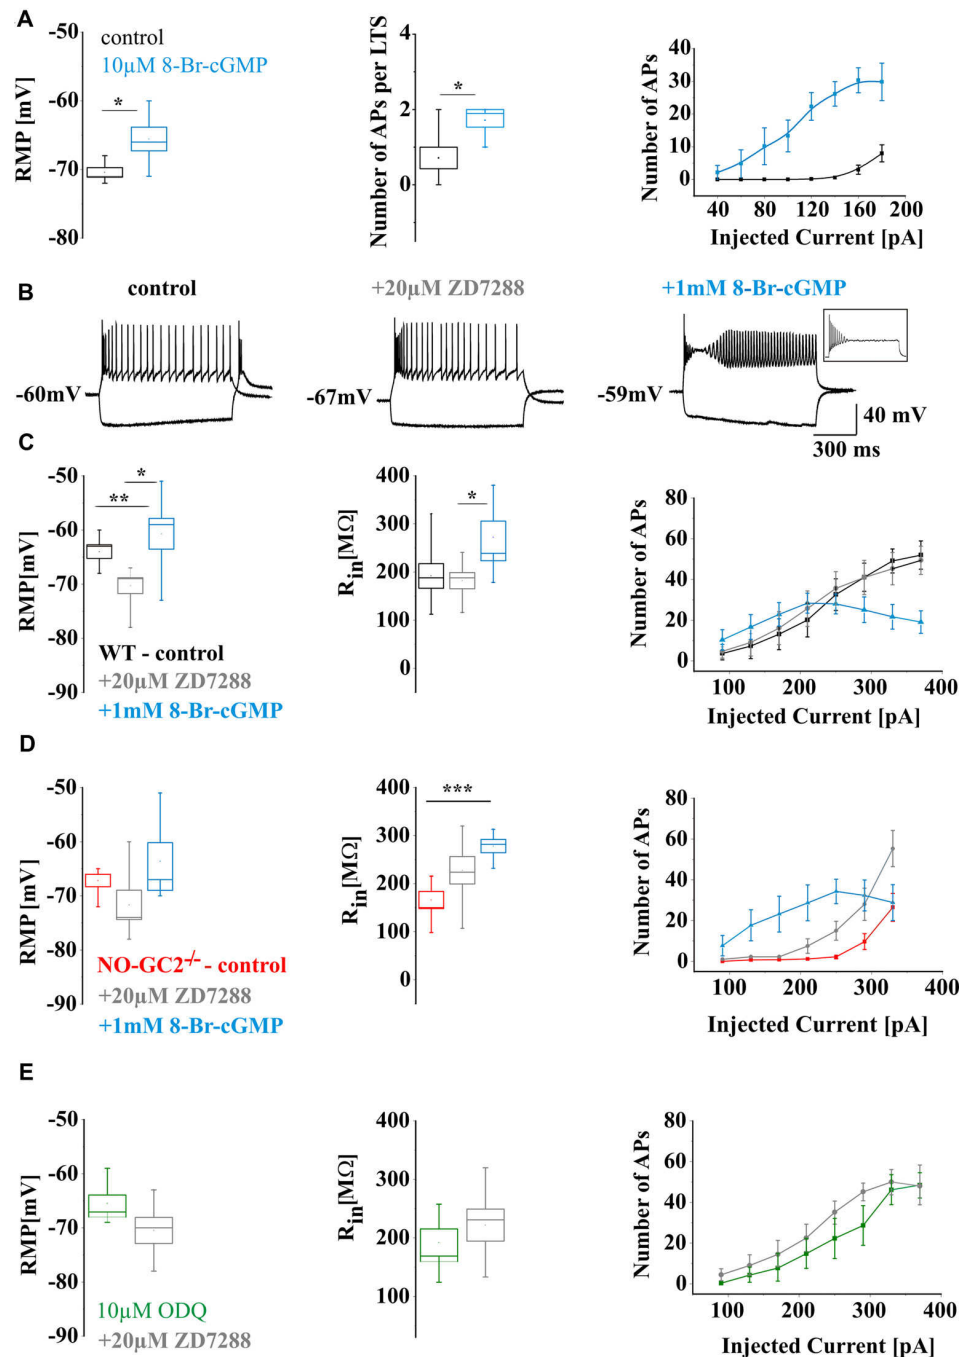 A
-50
-60
-70
-80
RMP [mV]
control
10µM 8-Br-cGMP
*
4
2
0
Number of APs per LTS
*
40
30
20
10
0
Number of APs
40 80 120 160 200
Injected Current [pA]
B
control
+20µM ZD7288
+1mM 8-Br-cGMP
-60mV
-67mV
-59mV
40 mV
300 ms
C
-50
-60
-70
-80
-90
RMP[mV]
**
*
WT - control
+20µM ZD7288
+1mM 8-Br-cGMP
400
300
200
100
0
Rin[MΩ]
*
80
60
40
20
0
Number of APs
100 200 300 400
Injected Current [pA]
D
-50
-60
-70
-80
-90
RMP [mV]
NO-GC2-/- - control
+20µM ZD7288
+1mM 8-Br-cGMP
400
300
200
100
0
Rin[MΩ]
***
80
60
40
20
0
Number of APs
100 200 300 400
Injected Current [pA]
E
-50
-60
-70
-80
-90
RMP[mV]
10µM ODQ
+20µM ZD7288
400
300
200
100
Rin[MΩ]
80
60
40
20
0
Number of APs
100 200 300 400
Injected Current [pA]